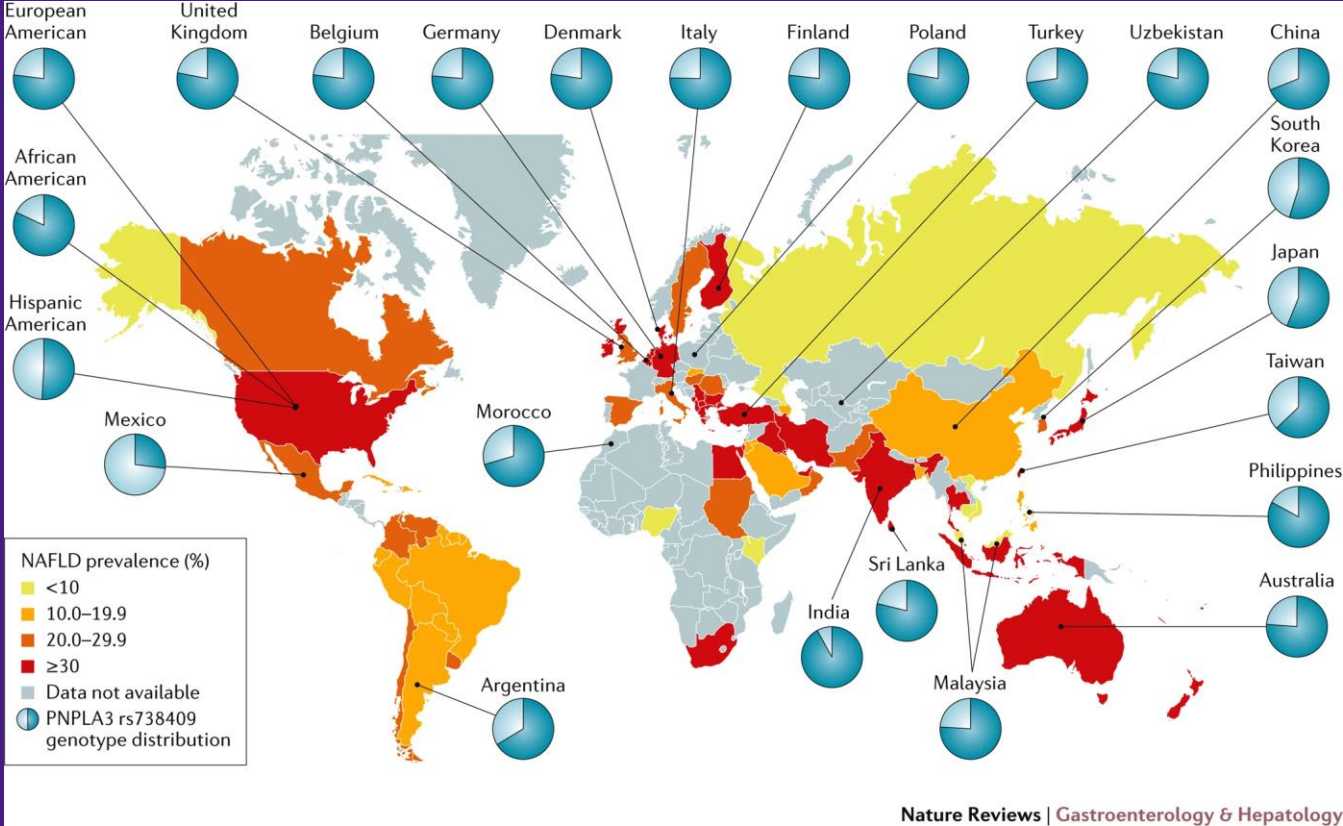 European
American
United
Kingdom
Belgium
Germany
Denmark
Italy
Finland
Poland
Turkey
Uzbekistan
China
South
Korea
African
American
Japan
Hispanic
American
Taiwan
Mexico
Morocco
Philippines
NAFLD prevalence (%)
<10
10.0–19.9
20.0–29.9
≥30
Data not available
PNPLA3 rs738409
genotype distribution
Sri Lanka
India
Australia
Malaysia
Argentina
Nature Reviews | Gastroenterology & Hepatology